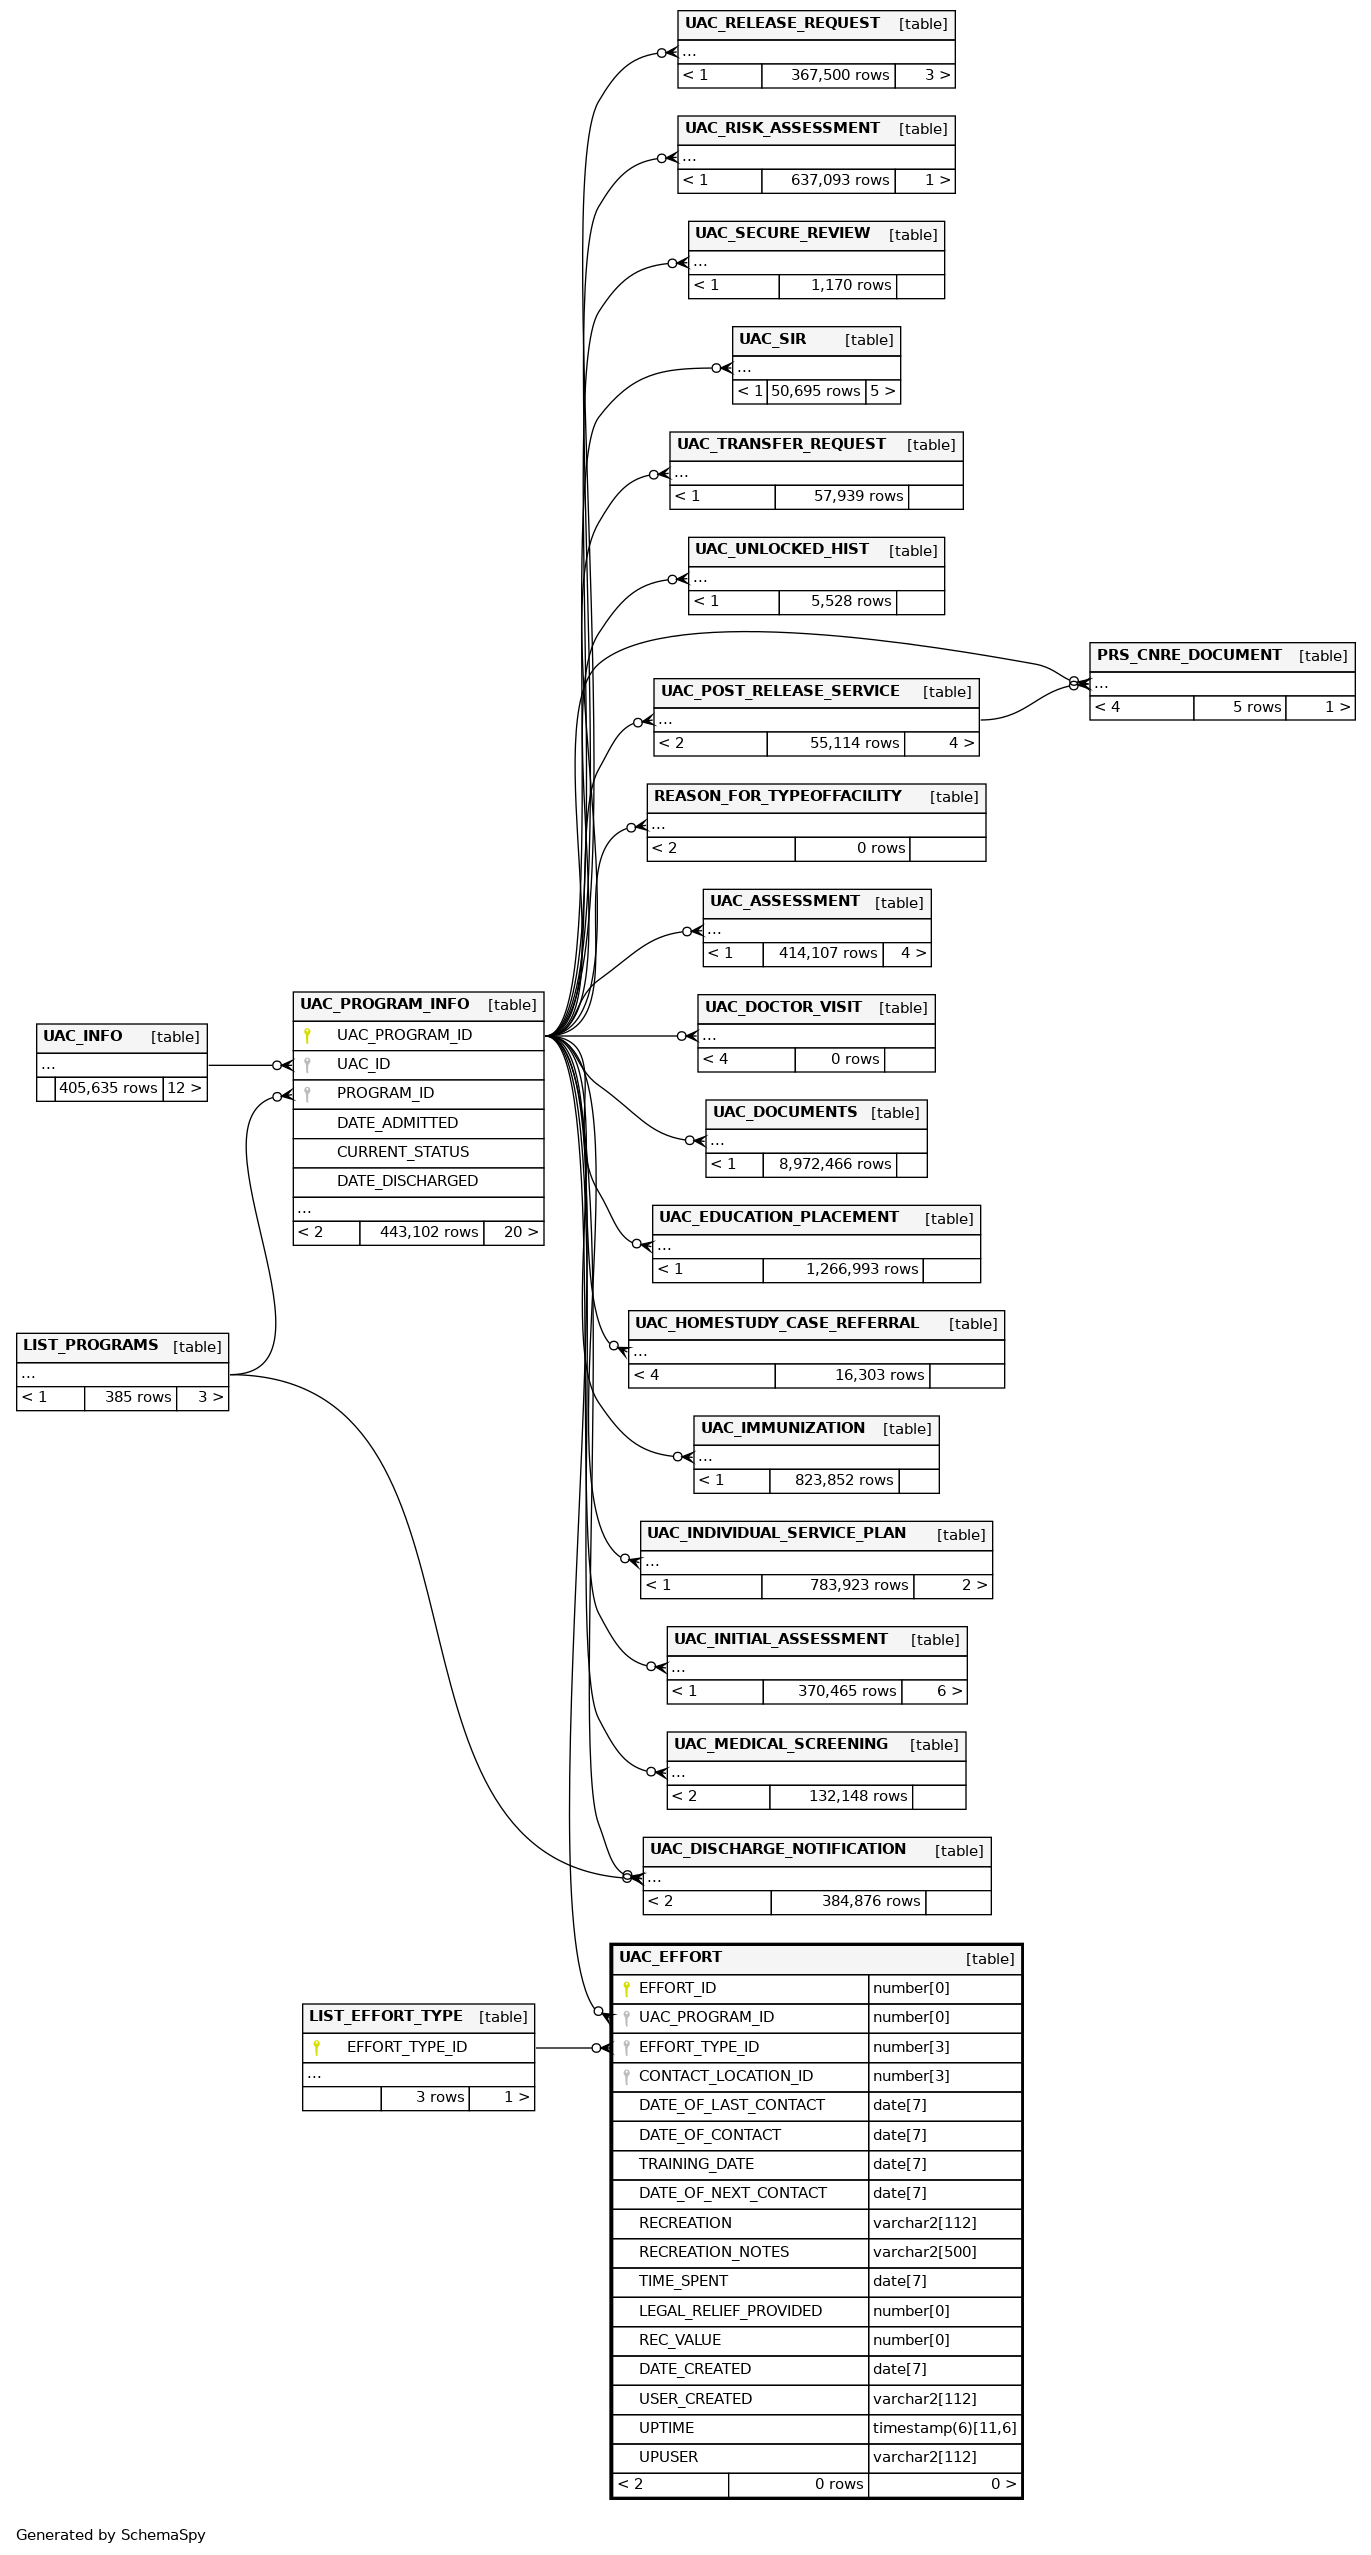 UAC_RELEASE_REQUEST [table]
...
< 1 367,500 rows 3 >
UAC_RISK_ASSESSMENT [table]
...
< 1 637,093 rows 1 >
UAC_SECURE_REVIEW [table]
...
< 1 1,170 rows
UAC_SIR [table]
...
< 1 50,695 rows 5 >
UAC_TRANSFER_REQUEST [table]
...
< 1 57,939 rows
UAC_UNLOCKED_HIST [table]
...
< 1 5,528 rows
PRS_CNRE_DOCUMENT [table]
...
< 4 5 rows 1 >
UAC_POST_RELEASE_SERVICE [table]
...
< 2 55,114 rows 4 >
REASON_FOR_TYPEOFFACILITY [table]
...
< 2 0 rows
UAC_ASSESSMENT [table]
...
< 1 414,107 rows 4 >
UAC_PROGRAM_INFO [table]
UAC_PROGRAM_ID
UAC_ID
PROGRAM_ID
DATE_ADMITTED
CURRENT_STATUS
DATE_DISCHARGED
...
< 2 443,102 rows 20 >
UAC_INFO [table]
...
405,635 rows 12 >
UAC_DOCTOR_VISIT [table]
...
< 4 0 rows
UAC_DOCUMENTS [table]
...
< 1 8,972,466 rows
UAC_EDUCATION_PLACEMENT [table]
...
< 1 1,266,993 rows
LIST_PROGRAMS [table]
...
< 1 385 rows 3 >
UAC_HOMESTUDY_CASE_REFERRAL [table]
...
< 4 16,303 rows
UAC_IMMUNIZATION [table]
...
< 1 823,852 rows
UAC_INDIVIDUAL_SERVICE_PLAN [table]
...
< 1 783,923 rows 2 >
UAC_INITIAL_ASSESSMENT [table]
...
< 1 370,465 rows 6 >
UAC_MEDICAL_SCREENING [table]
...
< 2 132,148 rows
UAC_DISCHARGE_NOTIFICATION [table]
...
< 2 384,876 rows
LIST_EFFORT_TYPE [table]
EFFORT_TYPE_ID
...
3 rows 1 >
UAC_EFFORT [table]
EFFORT_ID number[0]
UAC_PROGRAM_ID number[0]
EFFORT_TYPE_ID number[3]
CONTACT_LOCATION_ID number[3]
DATE_OF_LAST_CONTACT date[7]
DATE_OF_CONTACT date[7]
TRAINING_DATE date[7]
DATE_OF_NEXT_CONTACT date[7]
RECREATION varchar2[112]
RECREATION_NOTES varchar2[500]
TIME_SPENT date[7]
LEGAL_RELIEF_PROVIDED number[0]
REC_VALUE number[0]
DATE_CREATED date[7]
USER_CREATED varchar2[112]
UPTIME timestamp(6)[11,6]
UPUSER varchar2[112]
< 2 0 rows 0 >
Generated by SchemaSpy